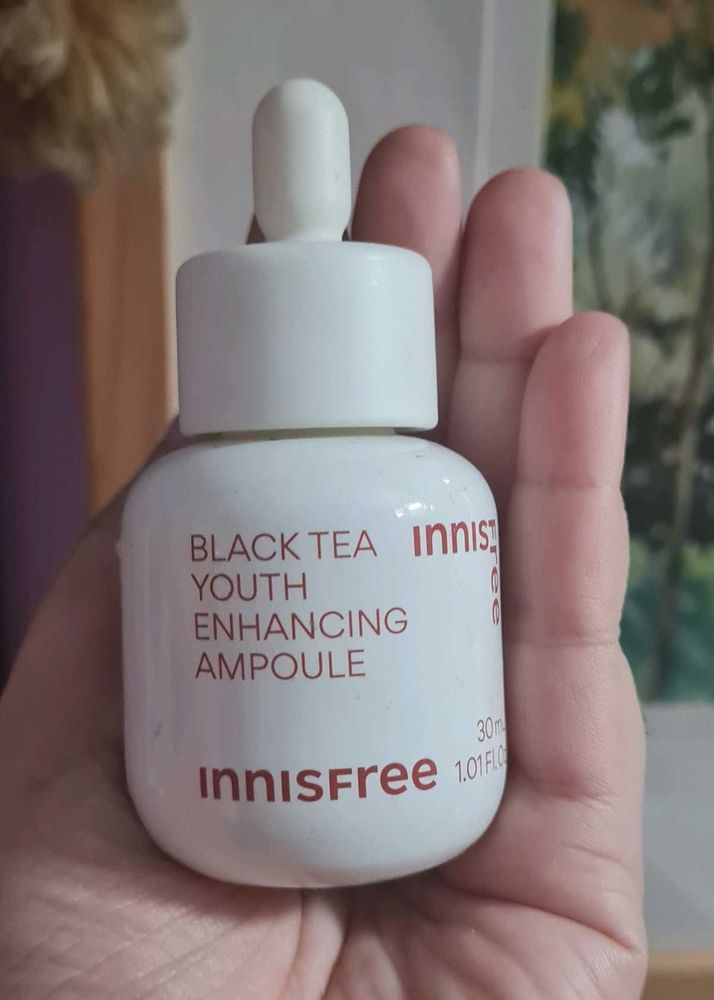 BLACK TEA
YOUTH
ENHANCING
AMPOULE
INNISFree
INNISFree
30 m
1.01 Fl.O